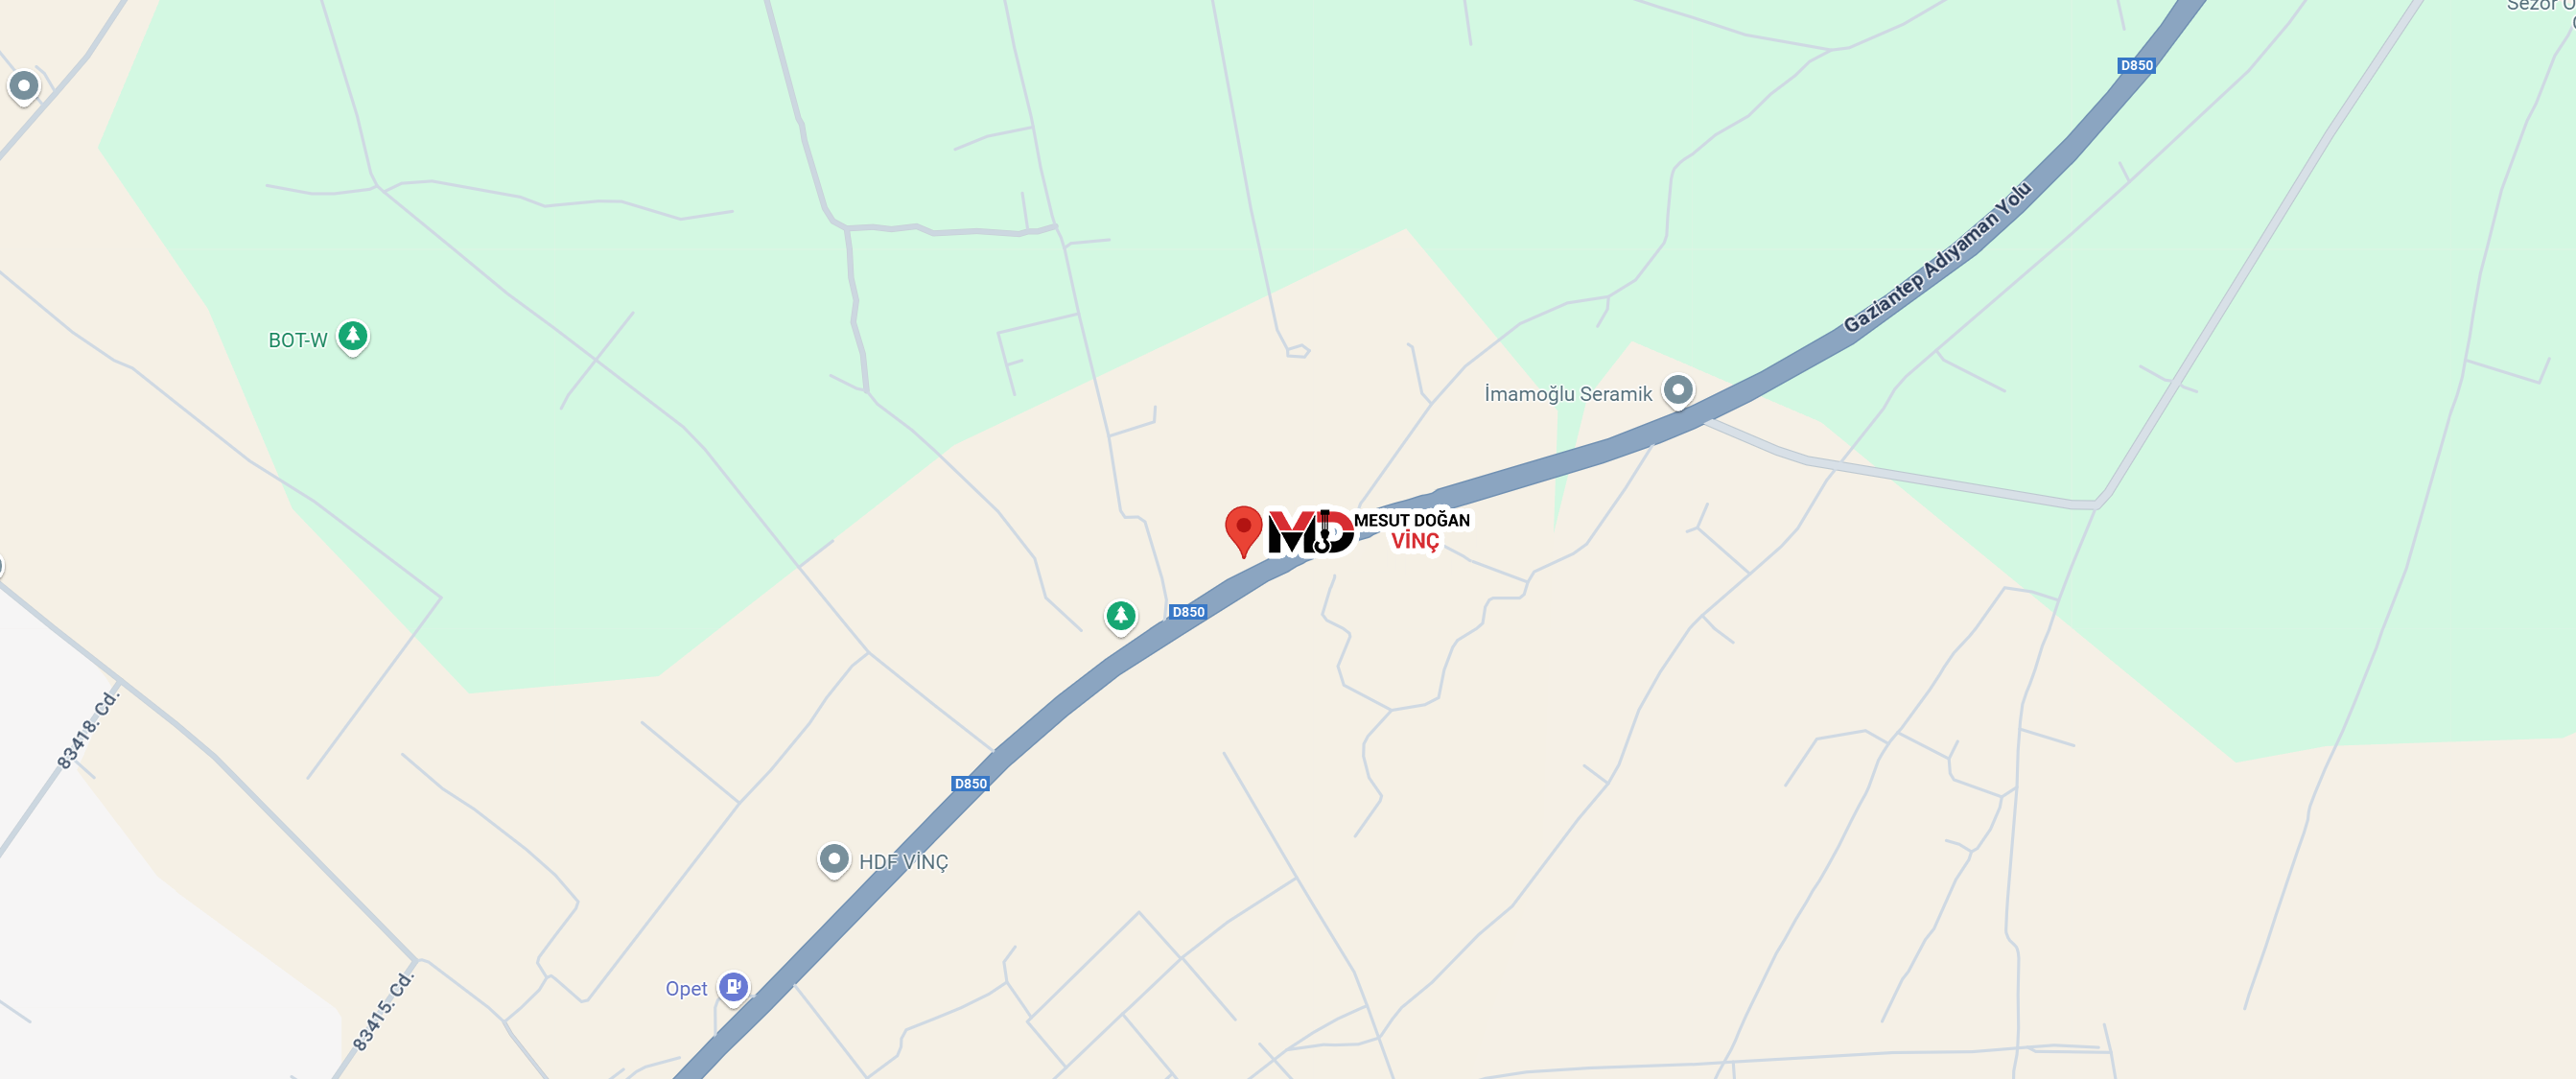 Sezor O
D850
Gaziantep Adıyaman Yolu
BOT-W
İmamoğlu Seramik
MD
MESUT DOĞAN
VİNÇ
D850
83418. Cd.
D850
HDF VİNÇ
Opet
83415. Cd.